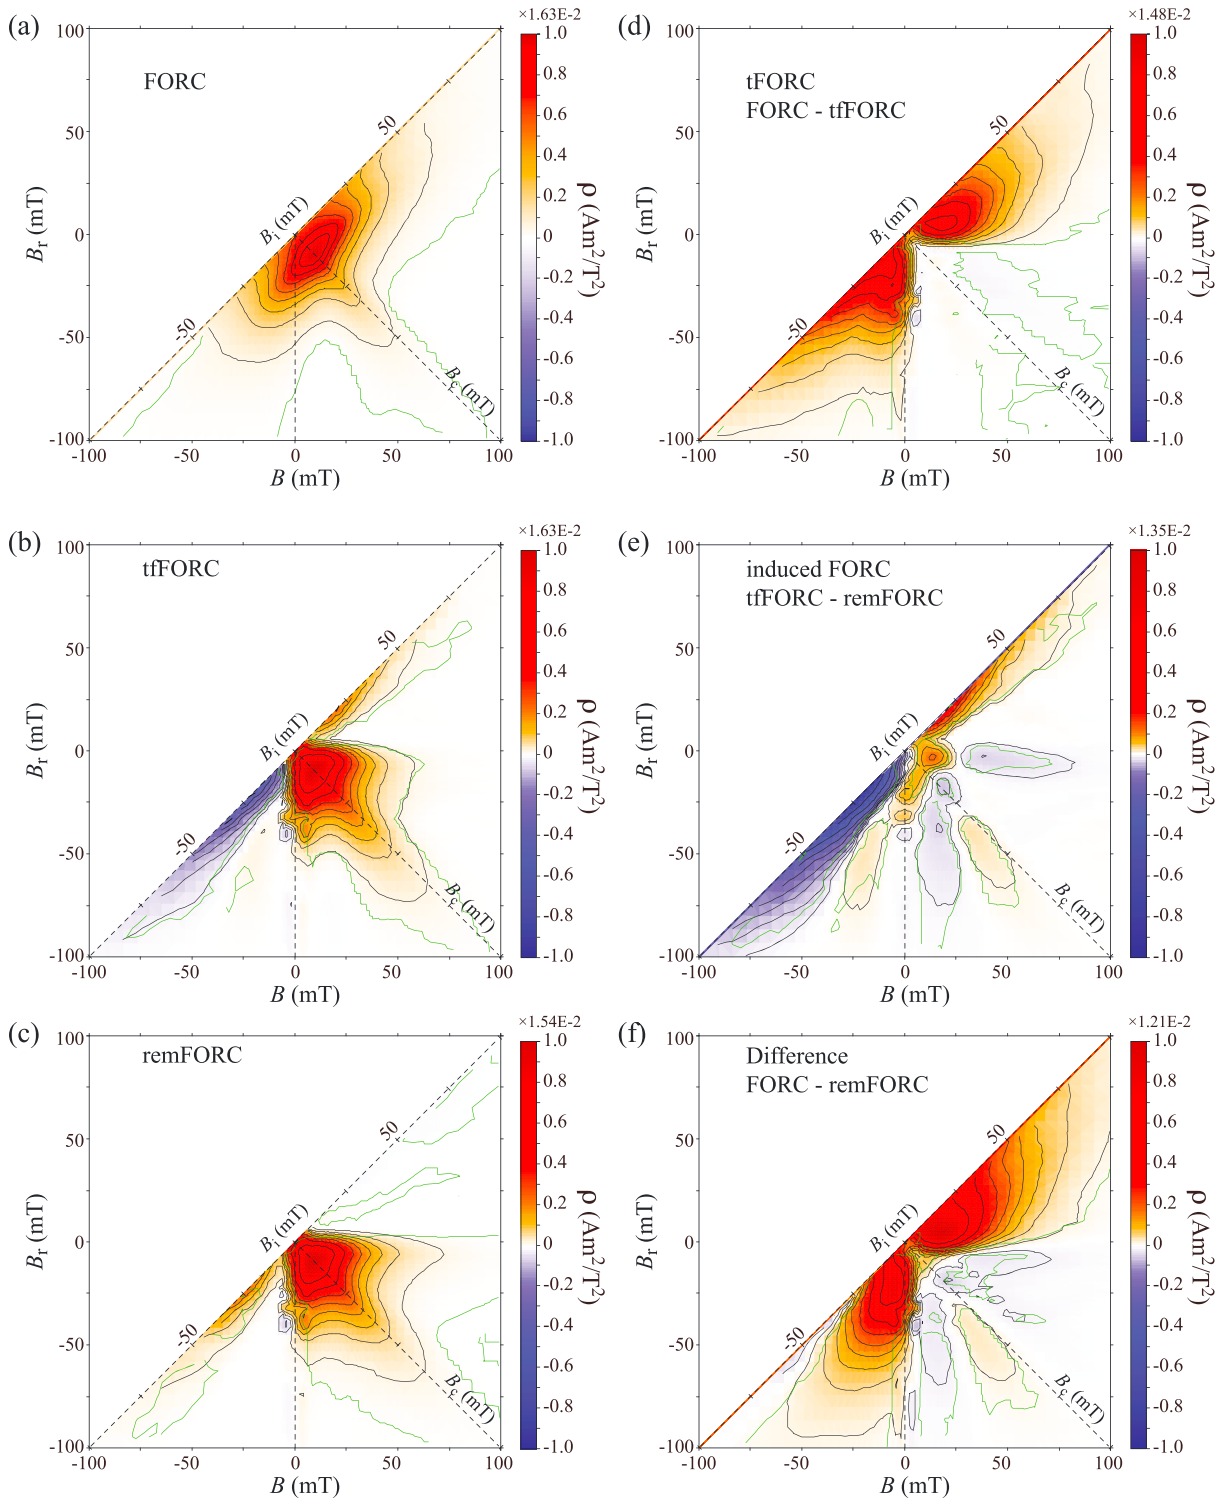 (a)
FORC
×1.63E-2
100
50
0
-50
-100
-100
-50
0
50
100
Br (mT)
B (mT)
Bi (mT)
Bc (mT)
50
-50
1.0
0.8
0.6
0.4
0.2
0
-0.2
-0.4
-0.6
-0.8
-1.0
ρ (Am²/T²)
(d)
tFORC
FORC - tfFORC
×1.48E-2
100
50
0
-50
-100
-100
-50
0
50
100
Br (mT)
B (mT)
Bi (mT)
Bc (mT)
50
-50
1.0
0.8
0.6
0.4
0.2
0
-0.2
-0.4
-0.6
-0.8
-1.0
ρ (Am²/T²)
(b)
tfFORC
×1.63E-2
100
50
0
-50
-100
-100
-50
0
50
100
Br (mT)
B (mT)
Bi (mT)
Bc (mT)
50
-50
1.0
0.8
0.6
0.4
0.2
0
-0.2
-0.4
-0.6
-0.8
-1.0
ρ (Am²/T²)
(e)
induced FORC
tfFORC - remFORC
×1.35E-2
100
50
0
-50
-100
-100
-50
0
50
100
Br (mT)
B (mT)
Bi (mT)
Bc (mT)
50
-50
1.0
0.8
0.6
0.4
0.2
0
-0.2
-0.4
-0.6
-0.8
-1.0
ρ (Am²/T²)
(c)
remFORC
×1.54E-2
100
50
0
-50
-100
-100
-50
0
50
100
Br (mT)
B (mT)
Bi (mT)
Bc (mT)
50
-50
1.0
0.8
0.6
0.4
0.2
0
-0.2
-0.4
-0.6
-0.8
-1.0
ρ (Am²/T²)
(f)
Difference
FORC - remFORC
×1.21E-2
100
50
0
-50
-100
-100
-50
0
50
100
Br (mT)
B (mT)
Bi (mT)
Bc (mT)
50
-50
1.0
0.8
0.6
0.4
0.2
0
-0.2
-0.4
-0.6
-0.8
-1.0
ρ (Am²/T²)